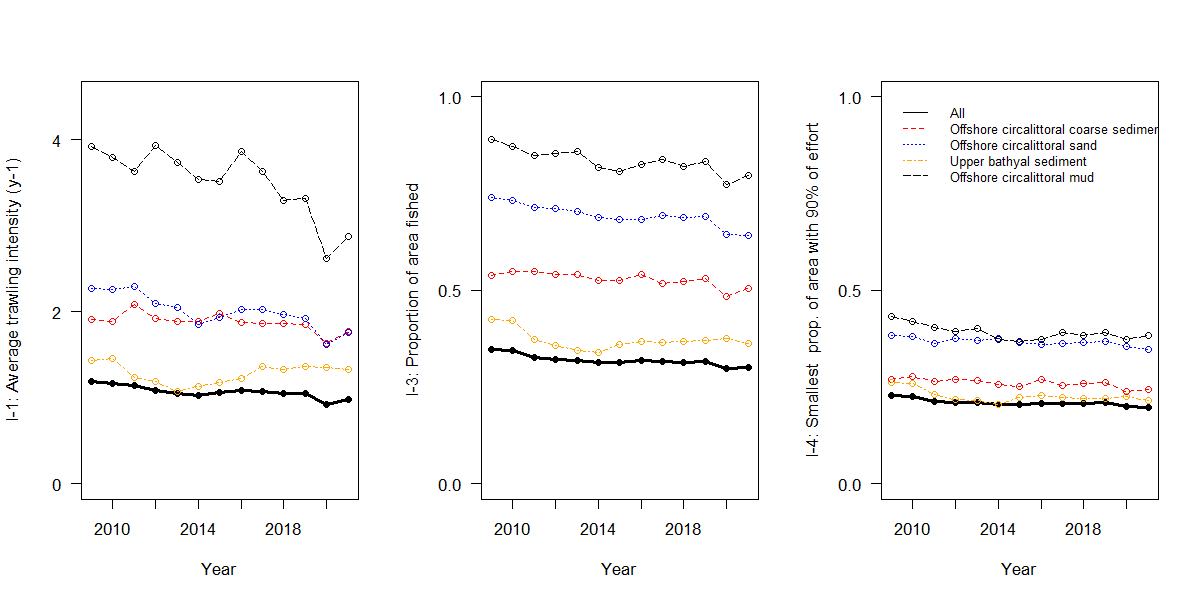 I-1: Average trawling intensity (y-1)
4
2
0
2010 2014 2018
Year
I-3: Proportion of area fished
1.0
0.5
0.0
2010 2014 2018
Year
I-4: Smallest prop. of area with 90% of effort
1.0
0.5
0.0
All
Offshore circalittoral coarse sedimer
Offshore circalittoral sand
Upper bathyal sediment
Offshore circalittoral mud
2010 2014 2018
Year